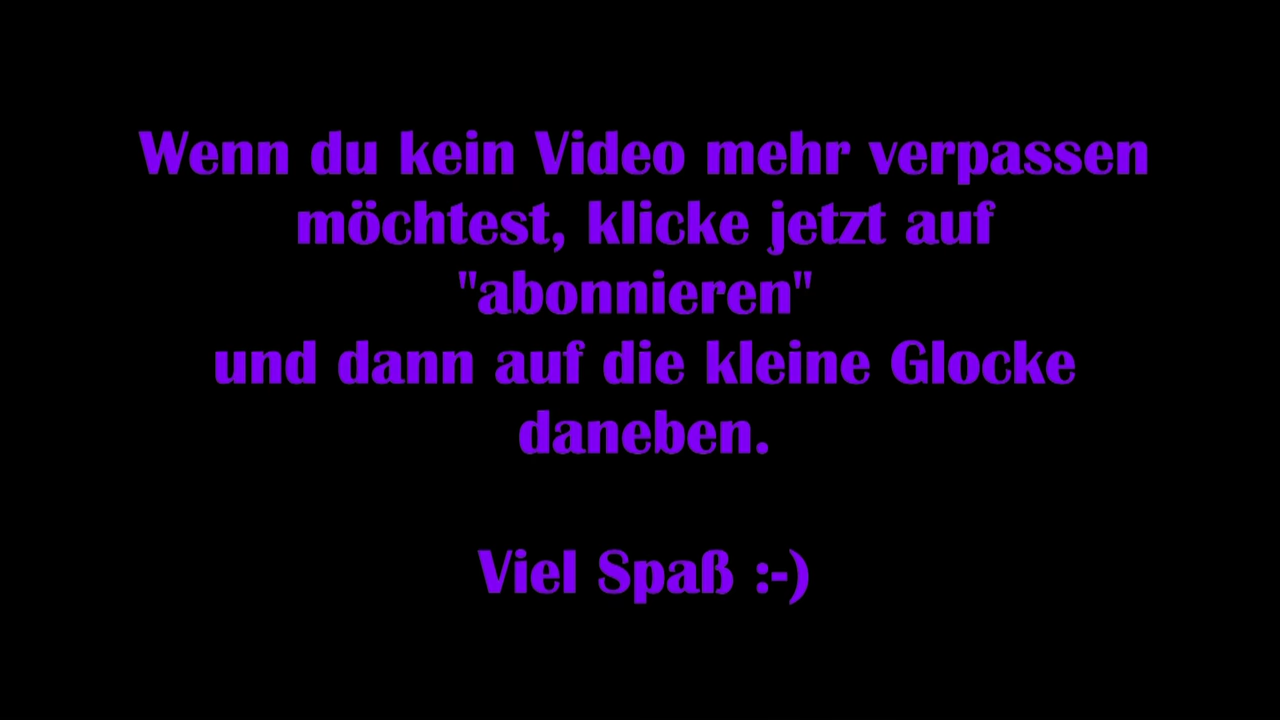 Wenn du kein Video mehr verpassen
möchtest, klicke jetzt auf
"abonnieren"
und dann auf die kleine Glocke
daneben.
Viel Spaß :-)